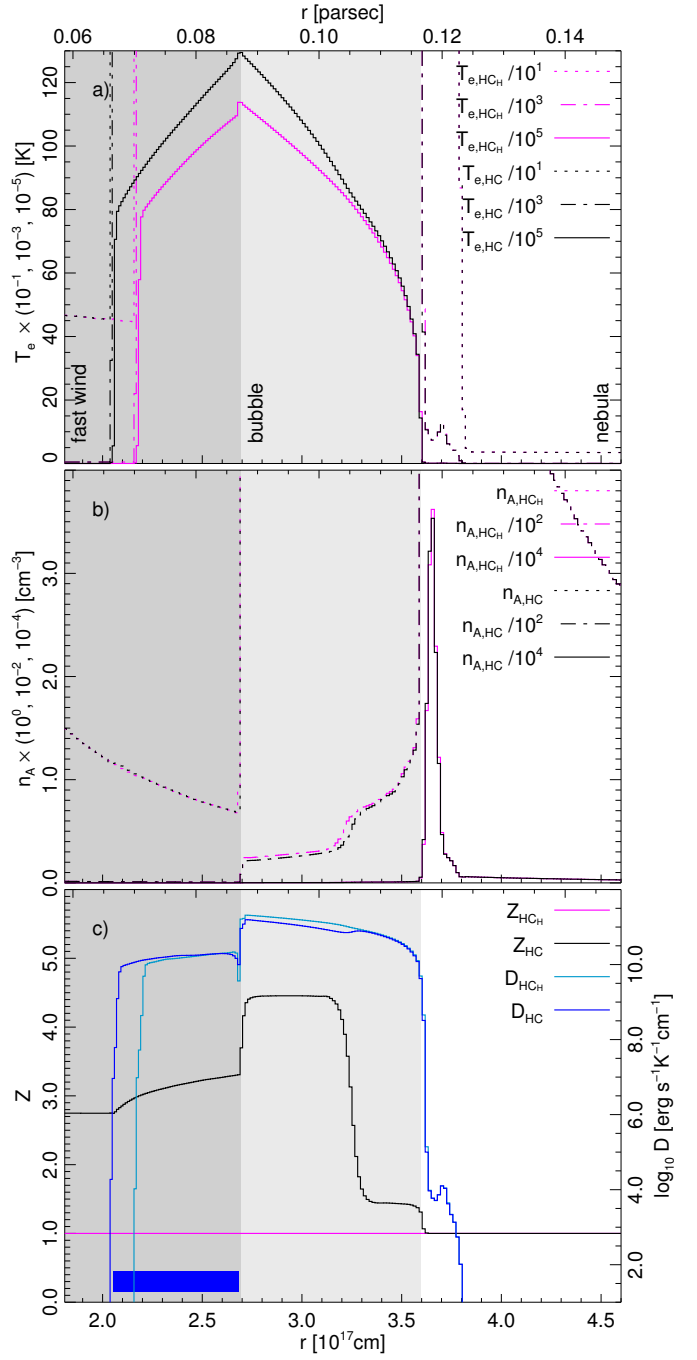 r [parsec]
0.06 0.08 0.10 0.12 0.14
a)
T_e × (10^-1, 10^-3, 10^-5) [K]
120
100
80
60
40
20
0
T_e,HC_H /10^1
T_e,HC_H /10^3
T_e,HC_H /10^5
T_e,HC /10^1
T_e,HC /10^3
T_e,HC /10^5
fast wind
bubble
nebula
b)
n_A × (10^0, 10^-2, 10^-4) [cm^-3]
3.0
2.0
1.0
0.0
n_A,HC_H
n_A,HC_H /10^2
n_A,HC_H /10^4
n_A,HC
n_A,HC /10^2
n_A,HC /10^4
c)
Z
5.0
4.0
3.0
2.0
1.0
0.0
Z_HC_H
Z_HC
D_HC_H
D_HC
10.0
8.0
6.0
4.0
2.0
log_10 D [erg s^-1K^-1cm^-1]
2.0 2.5 3.0 3.5 4.0 4.5
r [10^17cm]